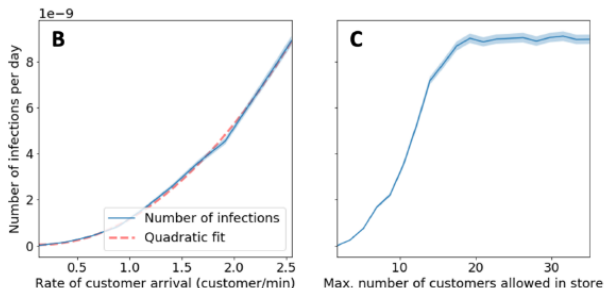 1e−9
B
C
Number of infections per day
8
6
4
2
0
Number of infections
Quadratic fit
0.5 1.0 1.5 2.0 2.5
10 20 30
Rate of customer arrival (customer/min)
Max. number of customers allowed in store